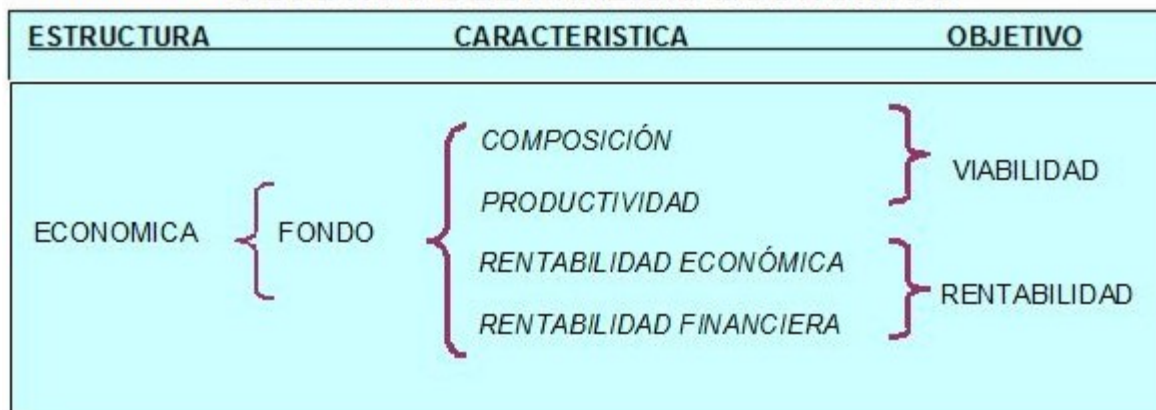 ESTRUCTURA CARACTERISTICA OBJETIVO
COMPOSICIÓN
VIABILIDAD
PRODUCTIVIDAD
ECONOMICA FONDO
RENTABILIDAD ECONÓMICA
RENTABILIDAD
RENTABILIDAD FINANCIERA